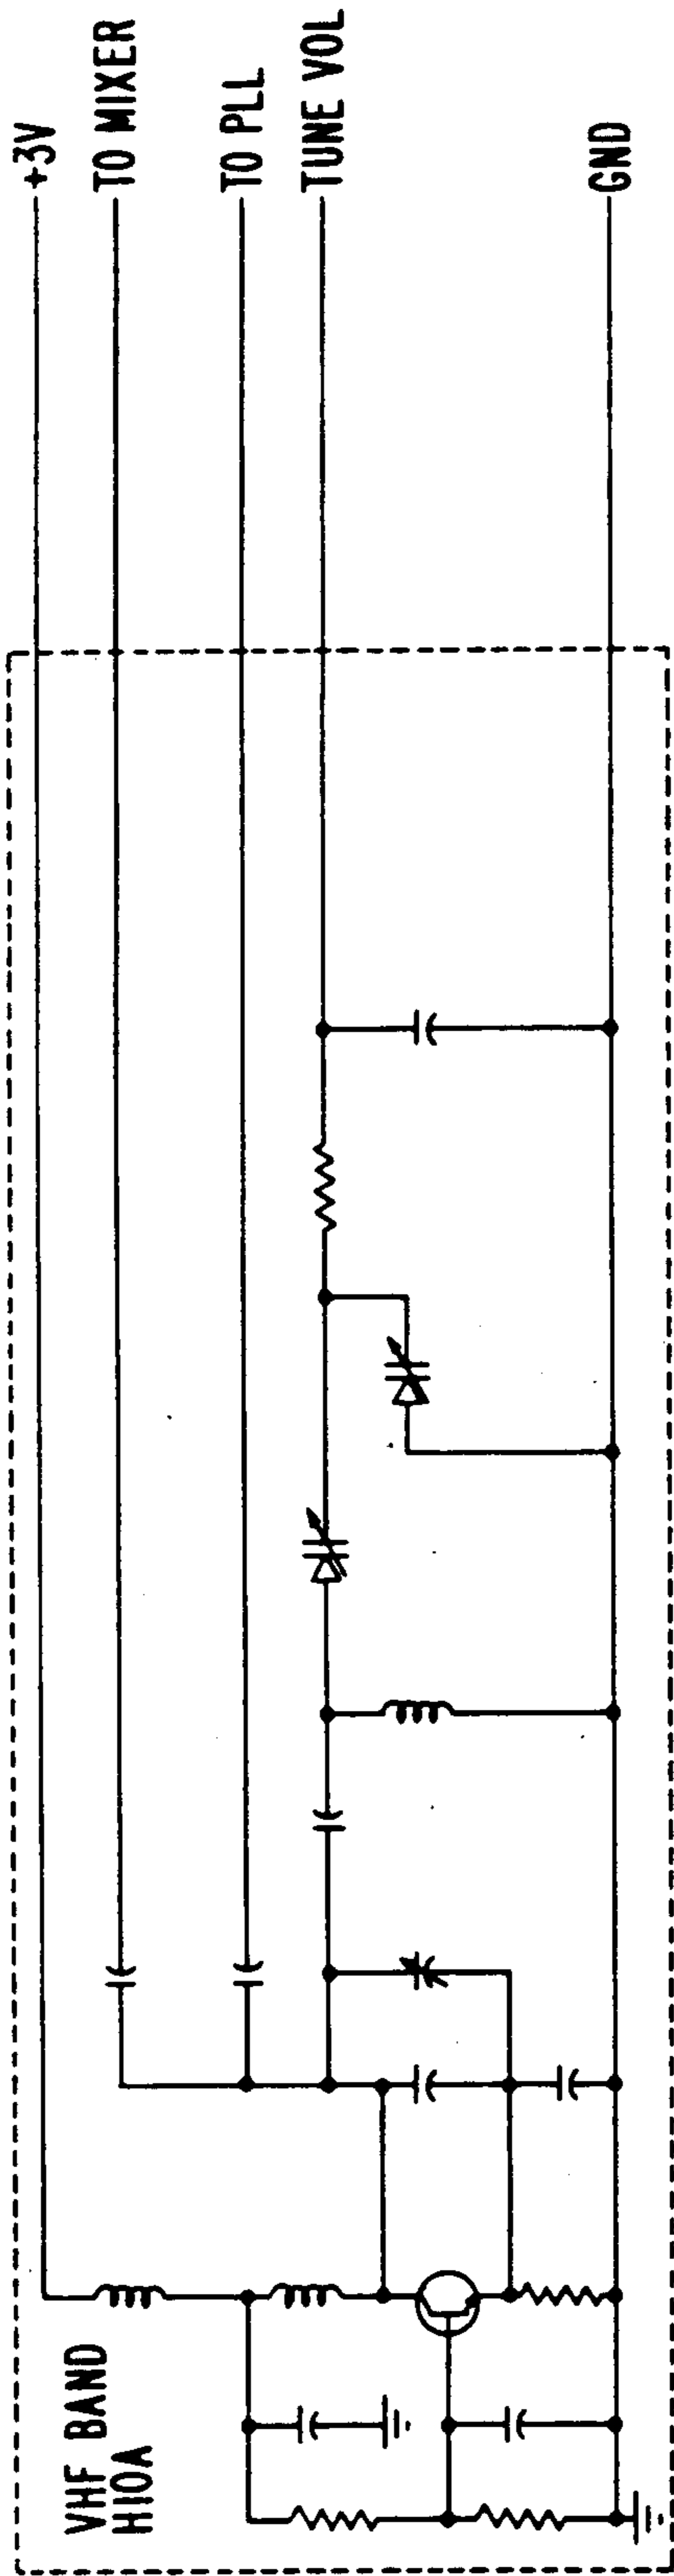 VHF BAND
H10A
+3V
TO MIXER
TO PLL
TUNE VOL
GND